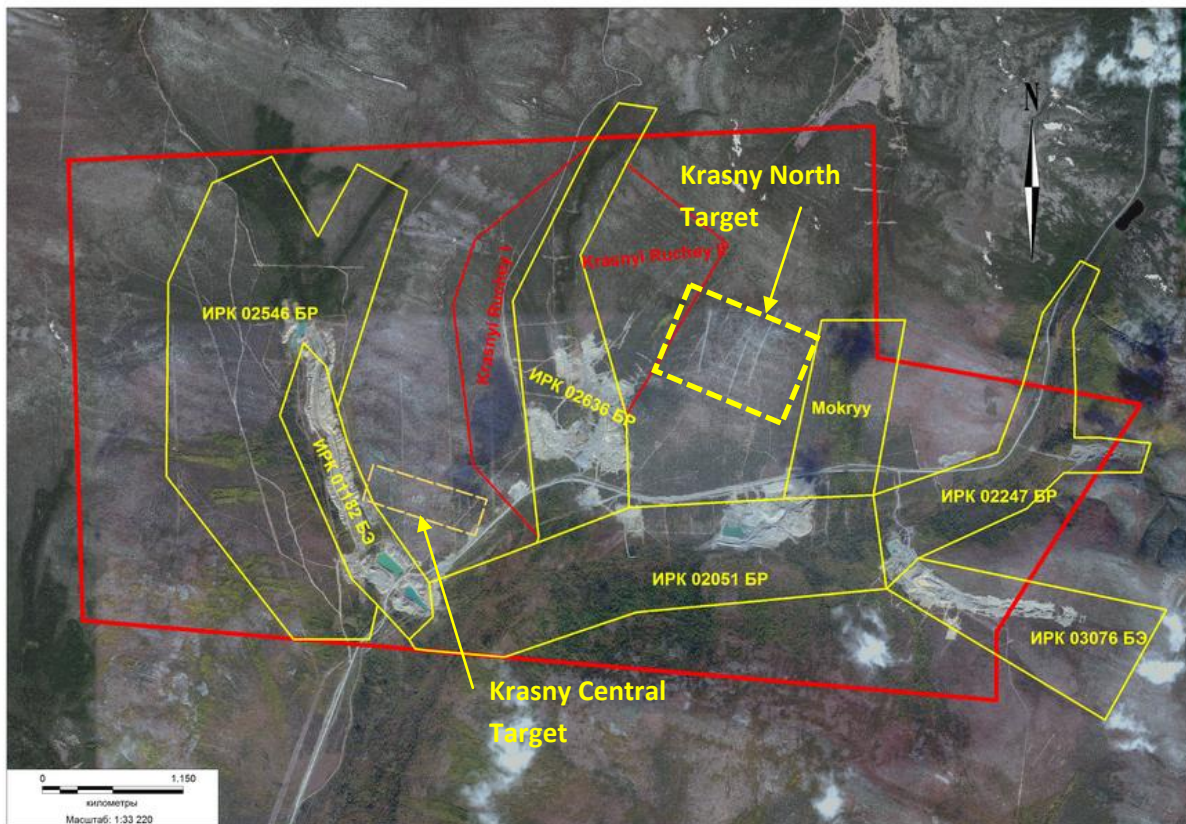 N
Krasny North
Target
Krasnyi Ruchey 1
Krasnyi Ruchey
ИРК 02546 БР
ИРК 02636 БР
Mokryy
ИРК 01182 БЭ
ИРК 02247 БР
ИРК 02051 БР
ИРК 03076 БЭ
Krasny Central
Target
0 1,150
километры
Масштаб: 1:33 220